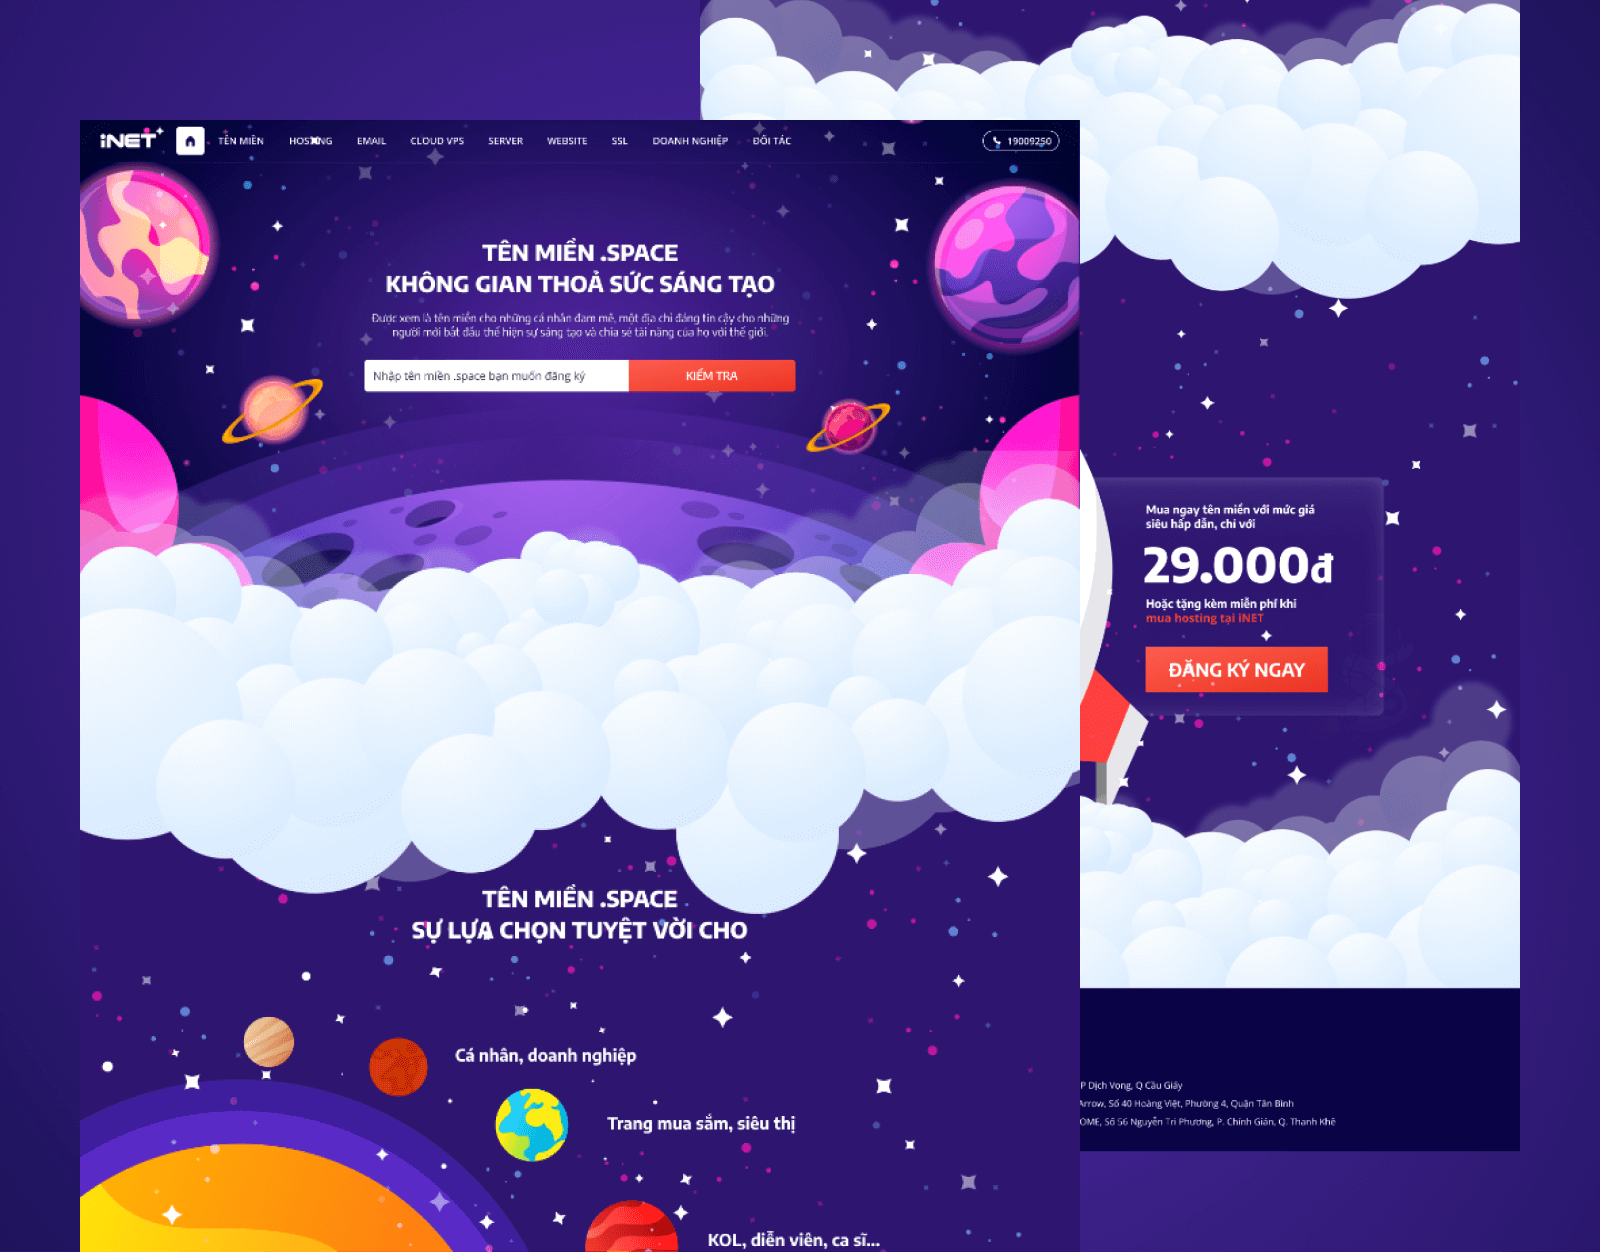 iNET
TÊN MIỀN HOSTING EMAIL CLOUD VPS SERVER WEBSITE SSL DOANH NGHIỆP ĐỐI TÁC
19009250
TÊN MIỀN .SPACE
KHÔNG GIAN THOẢ SỨC SÁNG TẠO
Được xem là tên miền cho những cá nhân đam mê, một địa chỉ đáng tin cậy cho những
người mới bắt đầu thể hiện sự sáng tạo và chia sẻ tài năng của họ với thế giới.
Nhập tên miền .space bạn muốn đăng ký
KIỂM TRA
TÊN MIỀN .SPACE
SỰ LỰA CHỌN TUYỆT VỜI CHO
Cá nhân, doanh nghiệp
Trang mua sắm, siêu thị
KOL, diễn viên, ca sĩ...
Mua ngay tên miền với mức giá
siêu hấp dẫn, chỉ với
29.000đ
Hoặc tặng kèm miễn phí khi
mua hosting tại iNET
ĐĂNG KÝ NGAY
P Dịch Vọng, Q Cầu Giấy
Arrow, Số 40 Hoàng Việt, Phường 4, Quận Tân Bình
OME, Số 56 Nguyễn Tri Phương, P. Chính Gián, Q. Thanh Khê